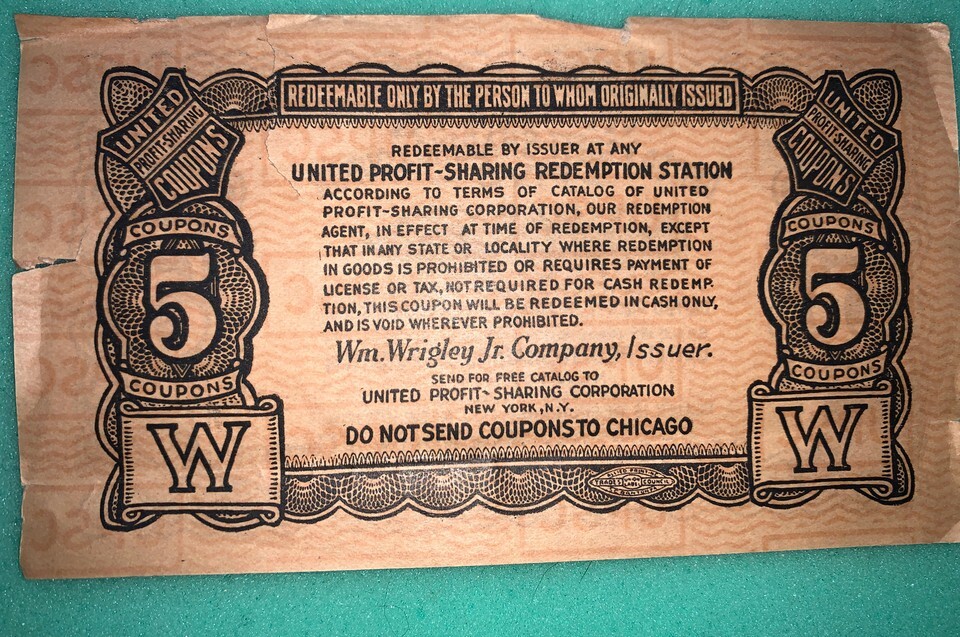 REDEEMABLE ONLY BY THE PERSON TO WHOM ORIGINALLY ISSUED
UNITED
PROFIT-SHARING
COUPONS
UNITED
PROFIT-SHARING
COUPONS
REDEEMABLE BY ISSUER AT ANY
UNITED PROFIT-SHARING REDEMPTION STATION
ACCORDING TO TERMS OF CATALOG OF UNITED
PROFIT-SHARING CORPORATION, OUR REDEMPTION
AGENT, IN EFFECT AT TIME OF REDEMPTION, EXCEPT
THAT IN ANY STATE OR LOCALITY WHERE REDEMPTION
IN GOODS IS PROHIBITED OR REQUIRES PAYMENT OF
LICENSE OR TAX, NOT REQUIRED FOR CASH REDEMP-
TION, THIS COUPON WILL BE REDEEMED IN CASH ONLY,
AND IS VOID WHEREVER PROHIBITED.
Wm. Wrigley Jr. Company, Issuer.
SEND FOR FREE CATALOG TO
UNITED PROFIT-SHARING CORPORATION
NEW YORK, N.Y.
DO NOT SEND COUPONS TO CHICAGO
COUPONS
5
COUPONS
W
COUPONS
5
COUPONS
W
TRADES COUNCIL